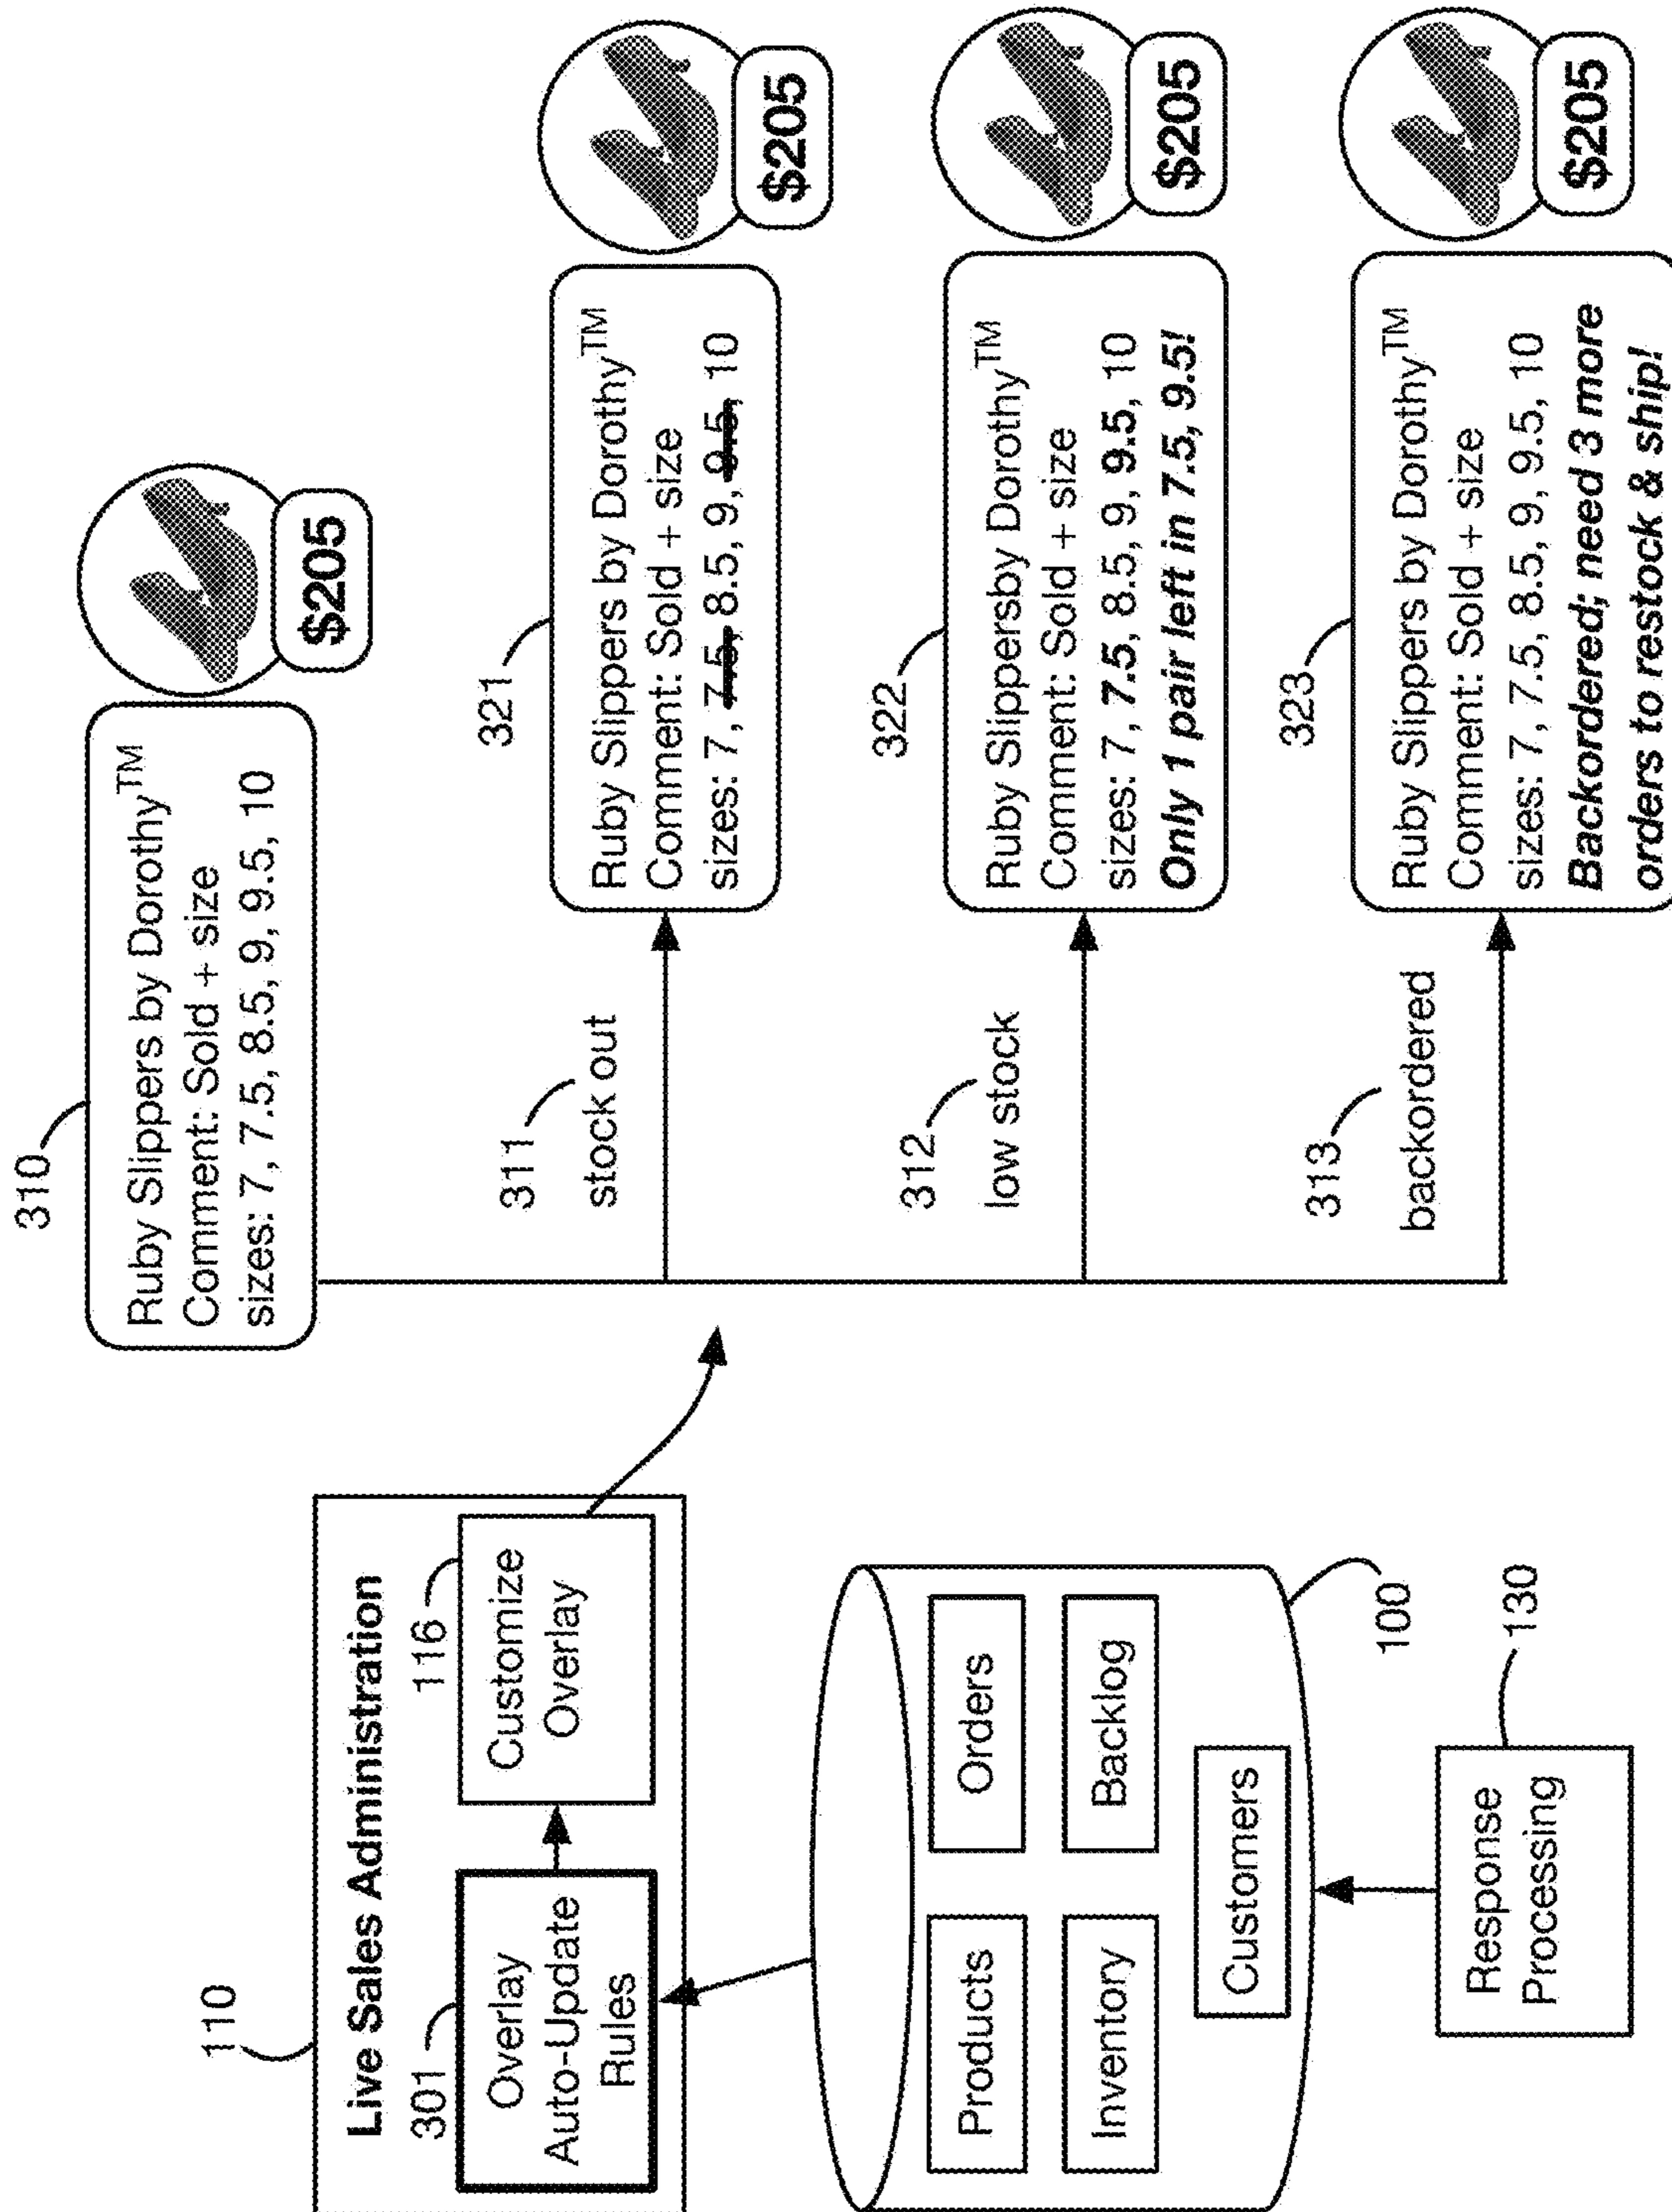 110
Live Sales Administration
301
Overlay
Auto-Update
Rules
116
Customize
Overlay
Products
Orders
Inventory
Backlog
Customers
100
Response
Processing
130
310
Ruby Slippers by Dorothy™
Comment: Sold + size
sizes: 7, 7.5, 8.5, 9, 9.5, 10
$205
311
stock out
321
Ruby Slippers by Dorothy™
Comment: Sold + size
sizes: 7, 7.5, 8.5, 9, 9.5, 10
$205
312
low stock
322
Ruby Slippersby Dorothy™
Comment: Sold + size
sizes: 7, 7.5, 8.5, 9, 9.5, 10
Only 1 pair left in 7.5, 9.5!
$205
313
backordered
323
Ruby Slippers by Dorothy™
Comment: Sold + size
sizes: 7, 7.5, 8.5, 9, 9.5, 10
Backordered; need 3 more
orders to restock & ship!
$205